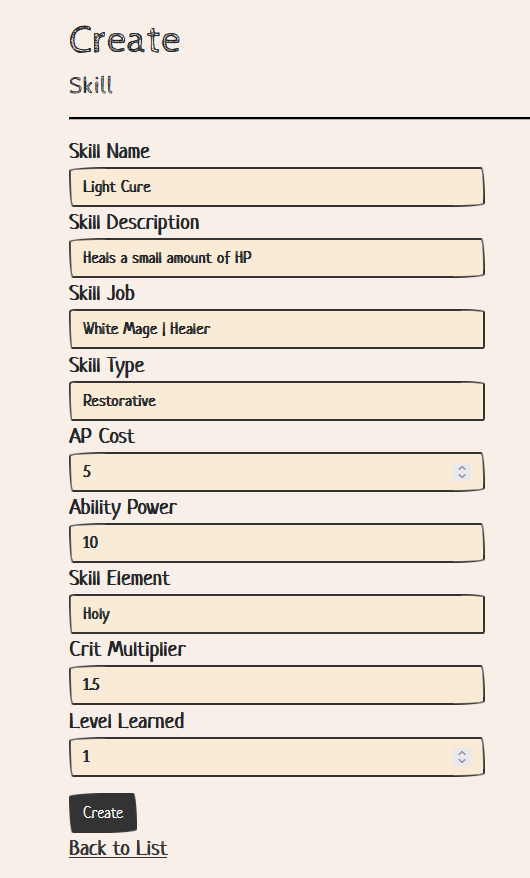 Create
Skill
Skill Name
Light Cure
Skill Description
Heals a small amount of HP
Skill Job
White Mage | Healer
Skill Type
Restorative
AP Cost
5
Ability Power
10
Skill Element
Holy
Crit Multiplier
1.5
Level Learned
1
Create
Back to List